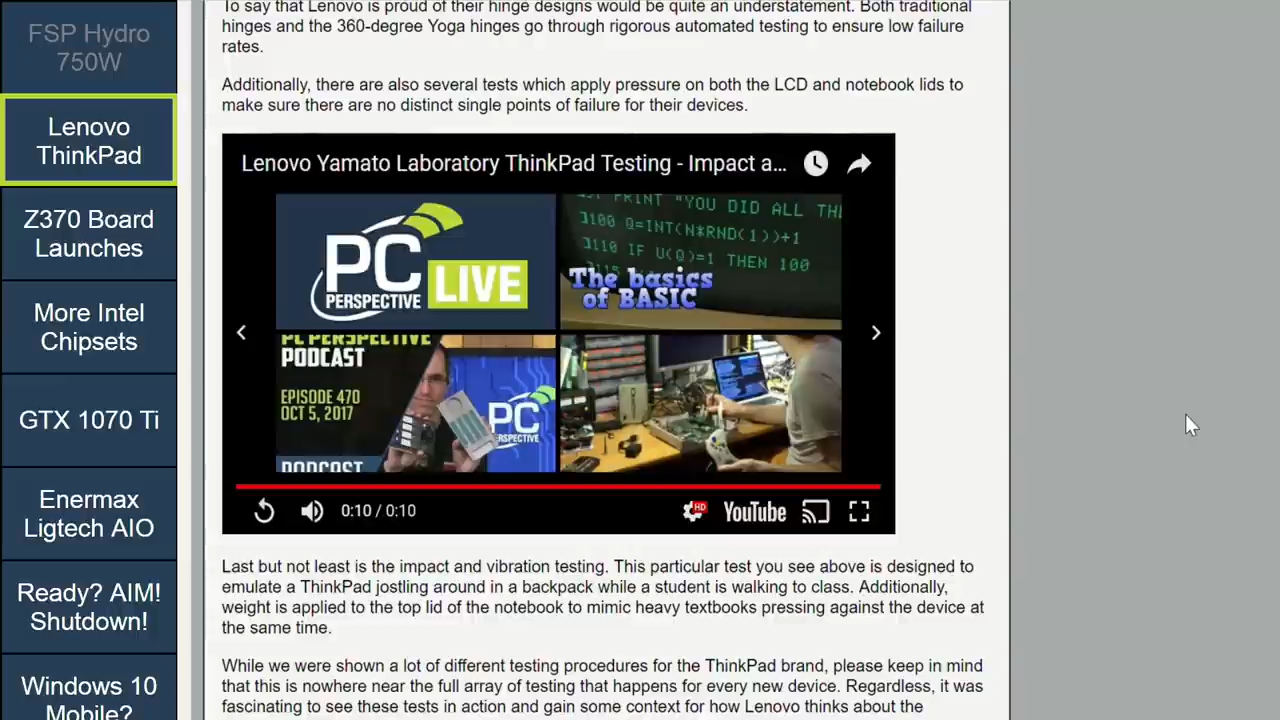 FSP Hydro
750W
Lenovo
ThinkPad
Z370 Board
Launches
More Intel
Chipsets
GTX 1070 Ti
Enermax
Ligtech AIO
Ready? AIM!
Shutdown!
Windows 10
Mobile?
To say that Lenovo is proud of their hinge designs would be quite an understatement. Both traditional
hinges and the 360-degree Yoga hinges go through rigorous automated testing to ensure low failure
rates.
Additionally, there are also several tests which apply pressure on both the LCD and notebook lids to
make sure there are no distinct single points of failure for their devices.
Lenovo Yamato Laboratory ThinkPad Testing - Impact a...
PC
PERSPECTIVE
LIVE
PRINT "YOU DID ALL
]100 Q=INT(N*RND(1))+1
]110 IF U(Q)=1 THEN 100
The basics
of BASIC
PC PERSPECTIVE
PODCAST
EPISODE 470
OCT 5, 2017
PC
PERSPECTIVE
PODCAST
0:10 / 0:10
HD
YouTube
Last but not least is the impact and vibration testing. This particular test you see above is designed to
emulate a ThinkPad jostling around in a backpack while a student is walking to class. Additionally,
weight is applied to the top lid of the notebook to mimic heavy textbooks pressing against the device at
the same time.
While we were shown a lot of different testing procedures for the ThinkPad brand, please keep in mind
that this is nowhere near the full array of testing that happens for every new device. Regardless, it was
fascinating to see these tests in action and gain some context for how Lenovo thinks about the